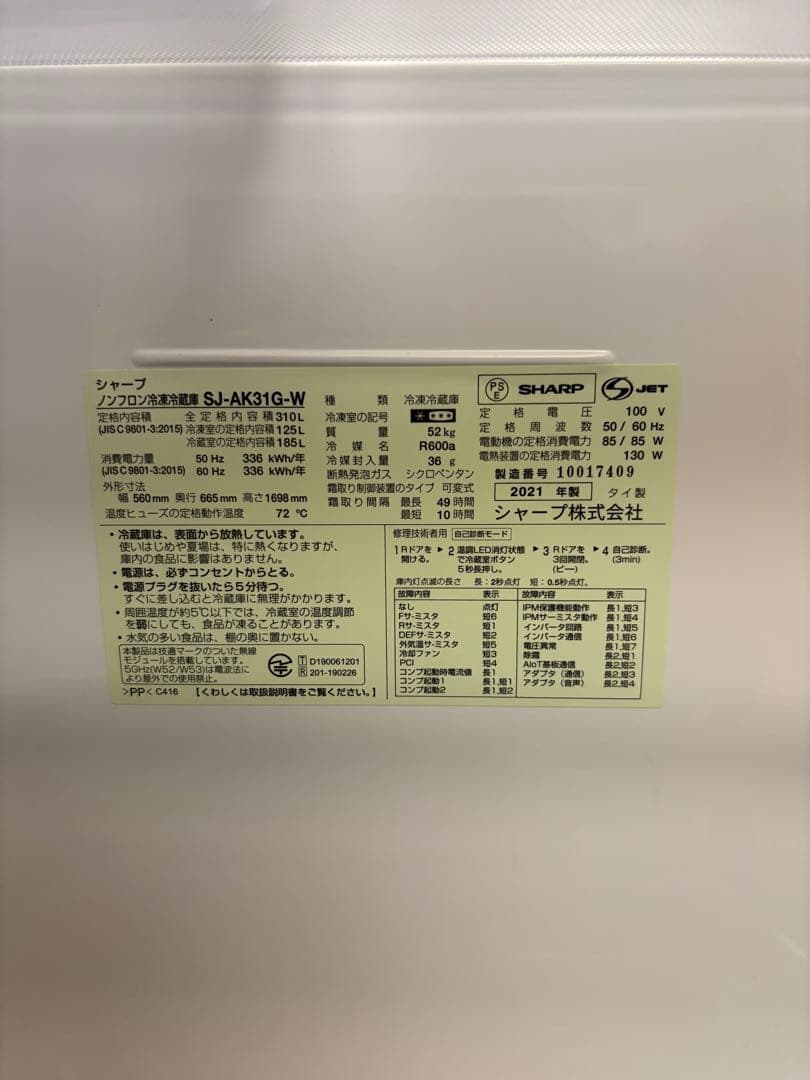 シャープ
ノンフロン冷凍冷蔵庫 SJ-AK31G-W
定格内容積 全定格内容積 310L
(JIS C 9801-3:2015) 冷凍室の定格内容積 125L
冷蔵室の定格内容積 185L
消費電力量 50 Hz 336 kWh/年
(JIS C 9801-3:2015) 60 Hz 336 kWh/年
外形寸法
幅 560mm 奥行 665mm 高さ 1698mm
温度ヒューズの定格動作温度 72 ℃
種類 冷凍冷蔵庫
冷凍室の記号
質量 52kg
冷媒名 R600a
冷媒封入量 36 g
断熱発泡ガス シクロペンタン
霜取り制御装置のタイプ 可変式
霜取り間隔 最長 49時間
最短 10時間
PSE SHARP JET
定格電圧 100 V
定格周波数 50 / 60 Hz
電動機の定格消費電力 85 / 85 W
電熱装置の定格消費電力 130 W
製造番号 10017409
2021 年製 タイ製
シャープ株式会社
・冷蔵庫は、表面から放熱しています。
使いはじめや夏場は、特に熱くなりますが、
庫内の食品に影響はありません。
・電源は、必ずコンセントからとる。
・電源プラグを抜いたら5分待つ。
すぐに差し込むと冷蔵庫に無理がかかります。
・周囲温度が約5℃以下では、冷蔵室の温度調節
を弱にしても、食品が凍ることがあります。
・水気の多い食品は、棚の奥に置かない。
本製品は技適マークのついた無線
モジュールを搭載しています。
5GHz(W52/W53)は電波法に
より屋外での使用禁止。
T D190061201
R 201-190226
>PP< C416 【くわしくは取扱説明書をご覧ください。】
修理技術者用 自己診断モード
1 Rドアを開ける。 ▶ 2 温調LED消灯状態で冷蔵室ボタン5秒長押し。 ▶ 3 Rドアを3回開閉。(ピー) ▶ 4 自己診断。(3min)
庫内灯点滅の長さ 長：2秒点灯 短：0.5秒点灯。
故障内容 表示 故障内容 表示
なし 点灯 IPM保護機能動作 長1,短3
Fサ-ミスタ 短6 IPMサーミスタ動作 長1,短4
Rサ-ミスタ 短1 インバータ回路 長1,短5
DEFサ-ミスタ 短2 インバータ通信 長1,短6
外気温サ-ミスタ 短5 電圧異常 長1,短7
冷却ファン 短3 除霜 長2,短1
PCI 短4 AIoT基板通信 長2,短2
コンプ起動時電流値 長1 アダプタ（通信） 長2,短3
コンプ起動1 長1,短1 アダプタ（音声） 長2,短4
コンプ起動2 長1,短2